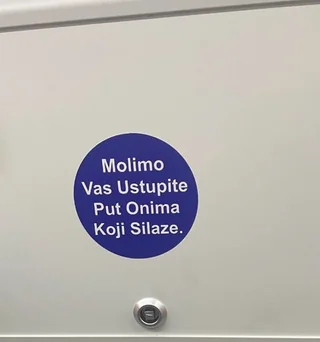 Molimo
Vas Ustupite
Put Onima
Koji Silaze.